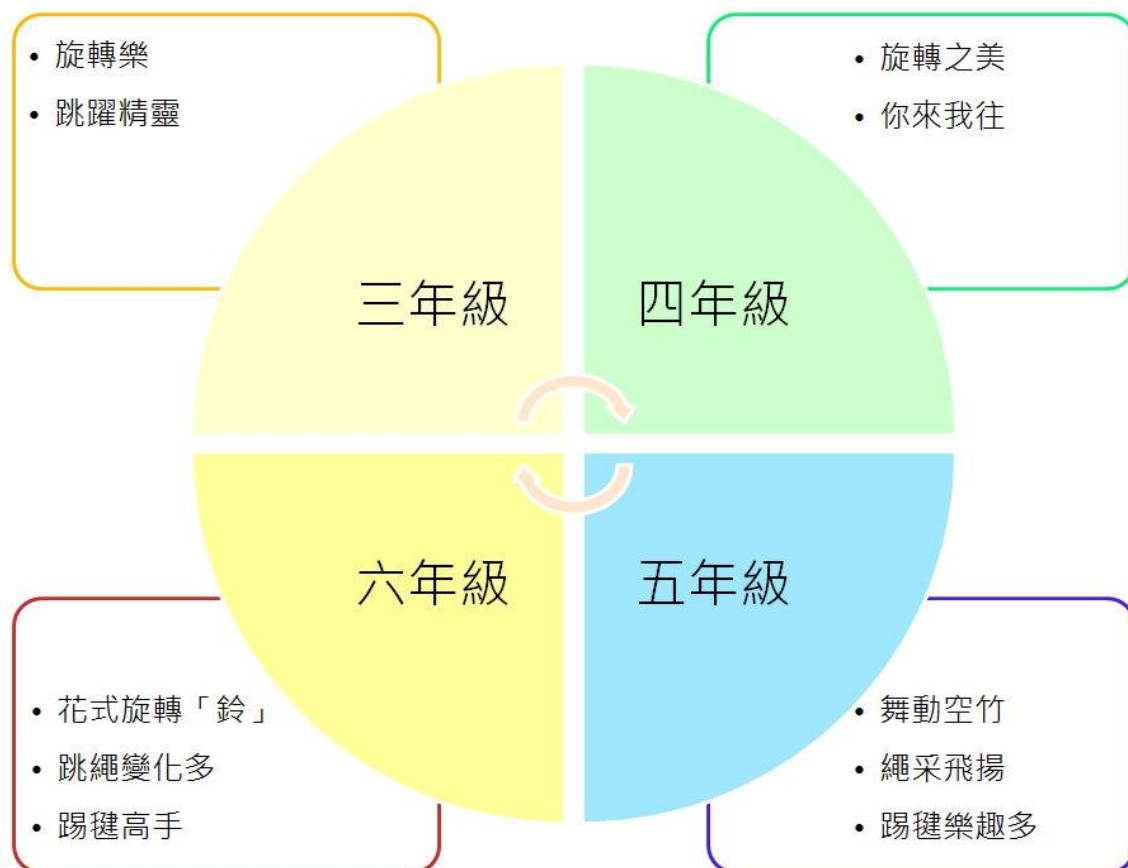 • 旋轉樂
• 跳躍精靈
• 旋轉之美
• 你來我往
三年級
四年級
六年級
五年級
• 花式旋轉「鈴」
• 跳繩變化多
• 踢毽高手
• 舞動空竹
• 繩采飛揚
• 踢毽樂趣多